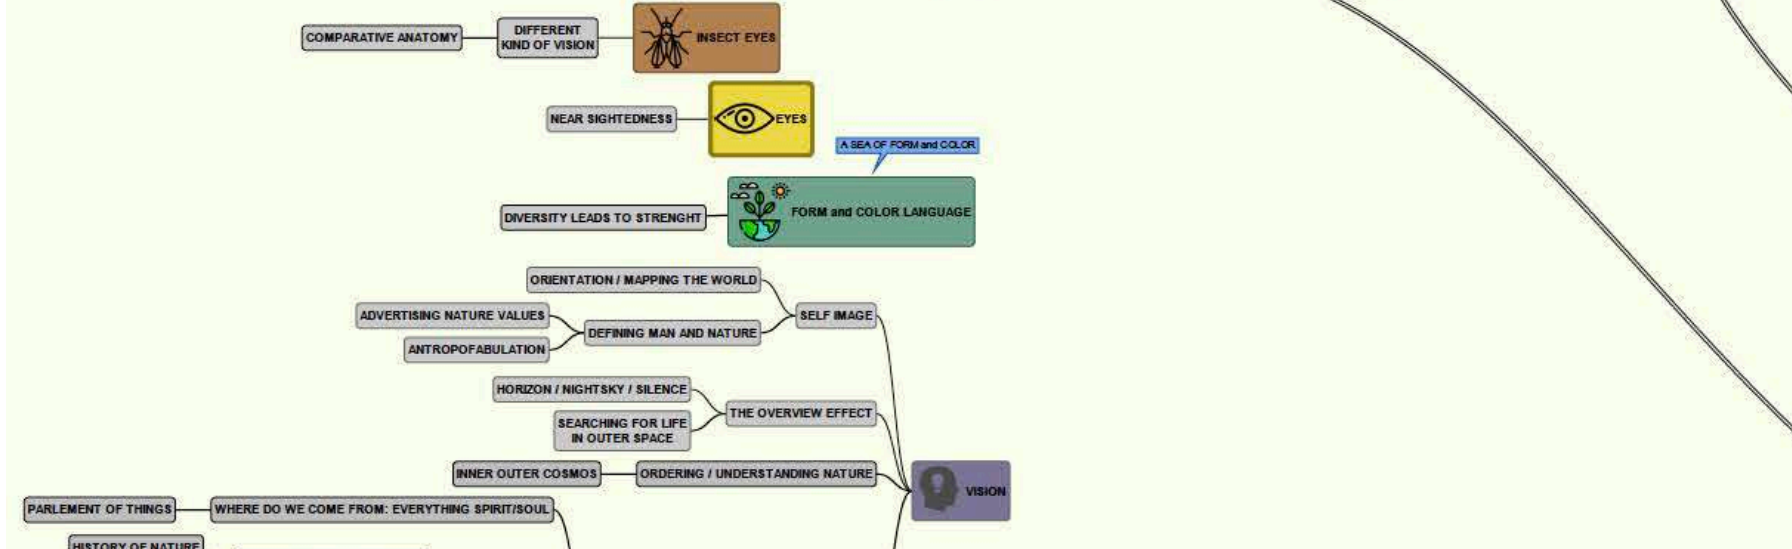 COMPARATIVE ANATOMY
DIFFERENT
KIND OF VISION
INSECT EYES
NEAR SIGHTEDNESS
EYES
A SEA OF FORM and COLOR
DIVERSITY LEADS TO STRENGHT
FORM and COLOR LANGUAGE
ORIENTATION / MAPPING THE WORLD
ADVERTISING NATURE VALUES
SELF IMAGE
DEFINING MAN AND NATURE
ANTROPOFABULATION
HORIZON / NIGHTSKY / SILENCE
THE OVERVIEW EFFECT
SEARCHING FOR LIFE
IN OUTER SPACE
INNER OUTER COSMOS
ORDERING / UNDERSTANDING NATURE
VISION
PARLEMENT OF THINGS
WHERE DO WE COME FROM: EVERYTHING SPIRIT/SOUL
HISTORY OF NATURE